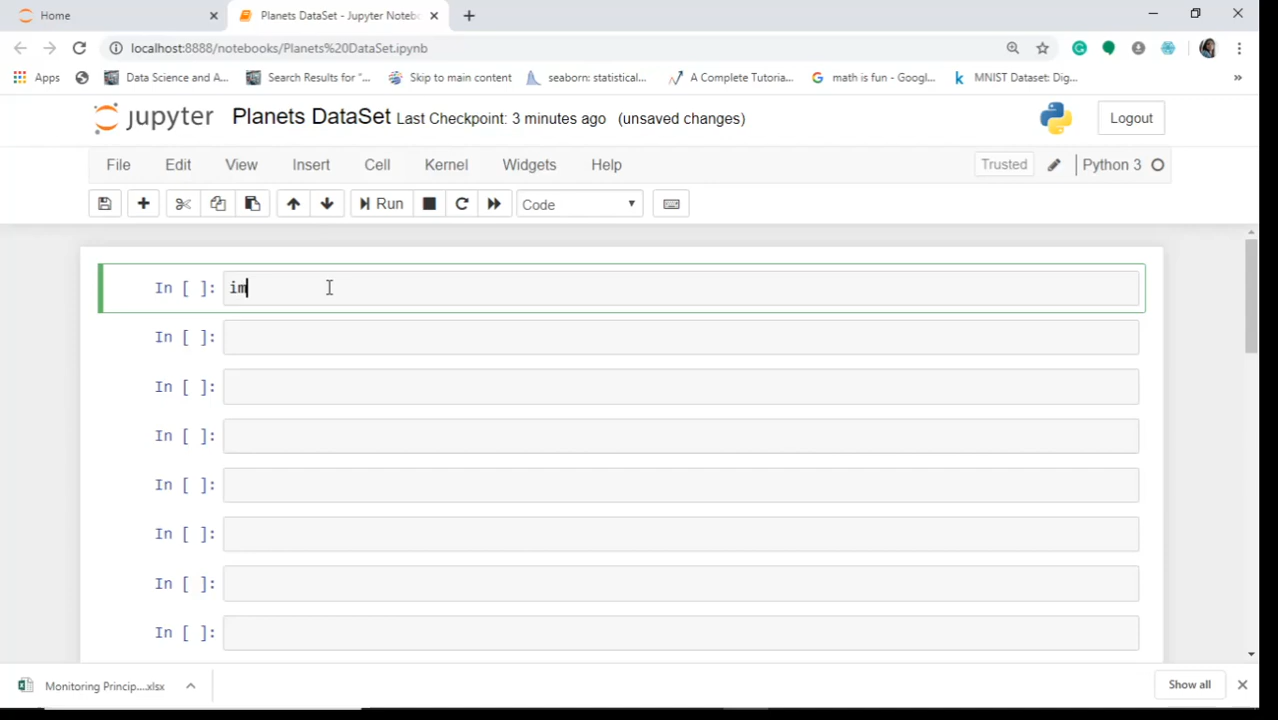 Home
Planets DataSet - Jupyter Notebo
localhost:8888/notebooks/Planets%20DataSet.ipynb
Apps
Data Science and A...
Search Results for "...
Skip to main content
seaborn: statistical...
A Complete Tutoria...
math is fun - Googl...
MNIST Dataset: Dig...
»
jupyter Planets DataSet Last Checkpoint: 3 minutes ago (unsaved changes)
Logout
File Edit View Insert Cell Kernel Widgets Help
Trusted
Python 3
Run
Code
In [ ]: im
In [ ]:
In [ ]:
In [ ]:
In [ ]:
In [ ]:
In [ ]:
In [ ]:
Monitoring Princip....xlsx
Show all